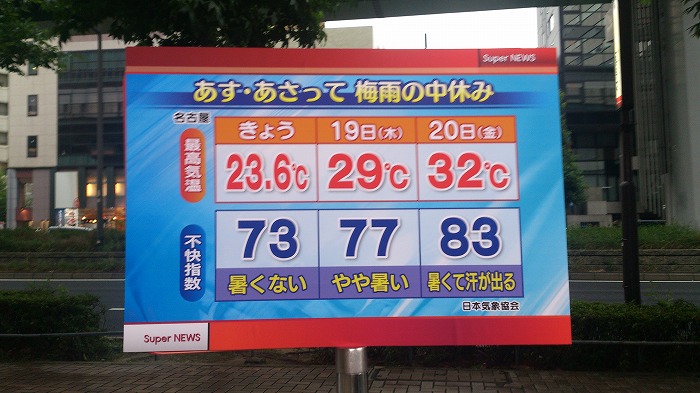 Super NEWS
あす・あさって 梅雨の中休み
名古屋
きょう 19日(木) 20日(金)
最高気温 23.6℃ 29℃ 32℃
不快指数 73 77 83
暑くない やや暑い 暑くて汗が出る
日本気象協会
Super NEWS